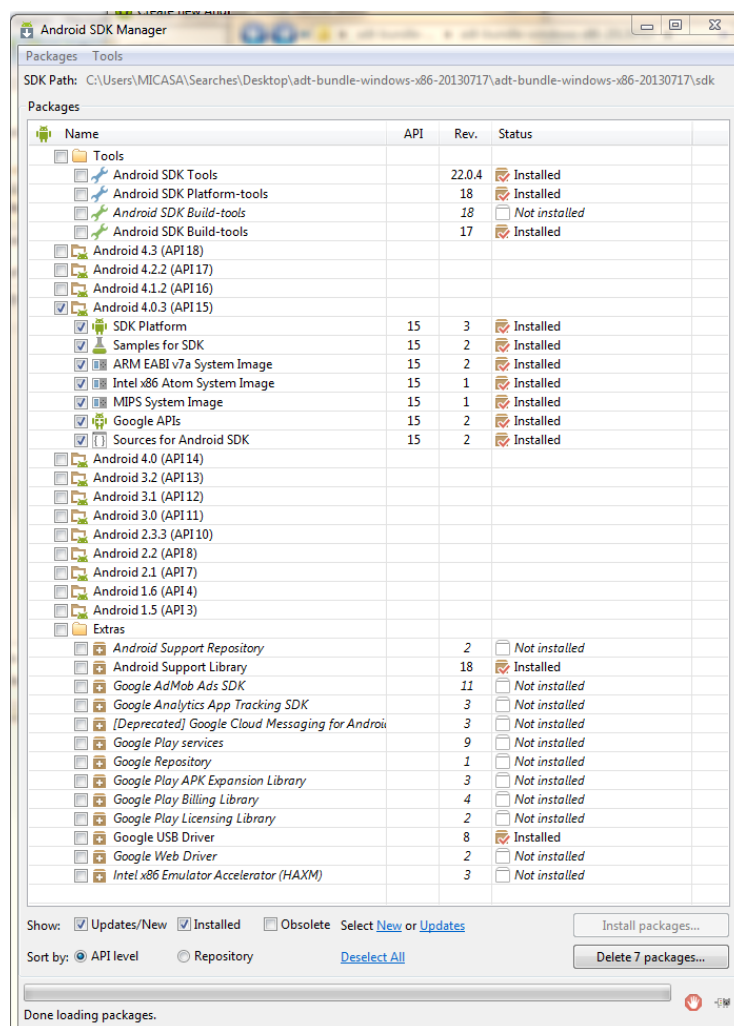 Create new Andr
Android SDK Manager
Packages Tools
SDK Path: C:\Users\MICASA\Searches\Desktop\adt-bundle-windows-x86-20130717\adt-bundle-windows-x86-20130717\sdk
Packages
Name API Rev. Status
Tools
Android SDK Tools 22.0.4 Installed
Android SDK Platform-tools 18 Installed
Android SDK Build-tools 18 Not installed
Android SDK Build-tools 17 Installed
Android 4.3 (API 18)
Android 4.2.2 (API 17)
Android 4.1.2 (API 16)
Android 4.0.3 (API 15)
SDK Platform 15 3 Installed
Samples for SDK 15 2 Installed
ARM EABI v7a System Image 15 2 Installed
Intel x86 Atom System Image 15 1 Installed
MIPS System Image 15 1 Installed
Google APIs 15 2 Installed
Sources for Android SDK 15 2 Installed
Android 4.0 (API 14)
Android 3.2 (API 13)
Android 3.1 (API 12)
Android 3.0 (API 11)
Android 2.3.3 (API 10)
Android 2.2 (API 8)
Android 2.1 (API 7)
Android 1.6 (API 4)
Android 1.5 (API 3)
Extras
Android Support Repository 2 Not installed
Android Support Library 18 Installed
Google AdMob Ads SDK 11 Not installed
Google Analytics App Tracking SDK 3 Not installed
[Deprecated] Google Cloud Messaging for Android 3 Not installed
Google Play services 9 Not installed
Google Repository 1 Not installed
Google Play APK Expansion Library 3 Not installed
Google Play Billing Library 4 Not installed
Google Play Licensing Library 2 Not installed
Google USB Driver 8 Installed
Google Web Driver 2 Not installed
Intel x86 Emulator Accelerator (HAXM) 3 Not installed
Show: Updates/New Installed Obsolete Select New or Updates Install packages...
Sort by: API level Repository Deselect All Delete 7 packages...
Done loading packages.